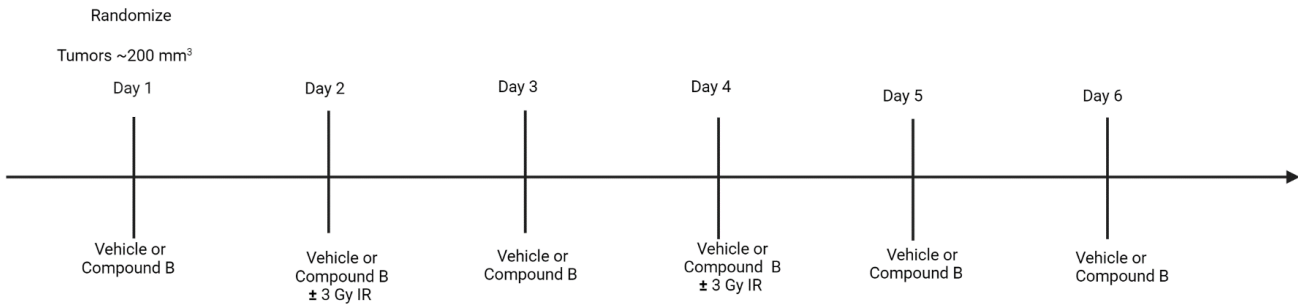 Randomize
Tumors ~200 mm³
Day 1
Day 2
Day 3
Day 4
Day 5
Day 6
Vehicle or
Compound B
Vehicle or
Compound B
± 3 Gy IR
Vehicle or
Compound B
Vehicle or
Compound B
± 3 Gy IR
Vehicle or
Compound B
Vehicle or
Compound B